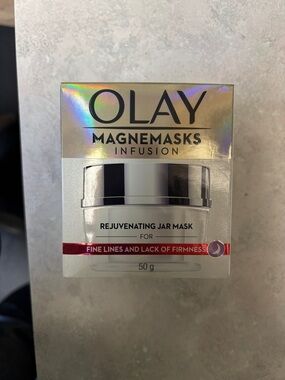 OLAY
MAGNEMASKS
INFUSION
REJUVENATING JAR MASK
FOR
FINE LINES AND LACK OF FIRMNESS
50 g